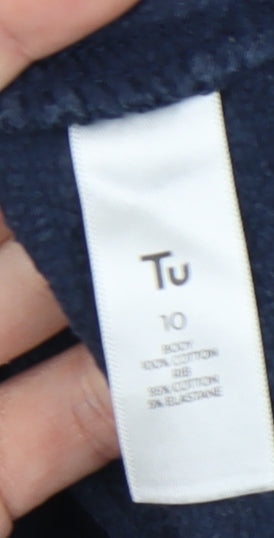 Tu
10
BODY
100% COTTON
RIB
95% COTTON
5% ELASTANE